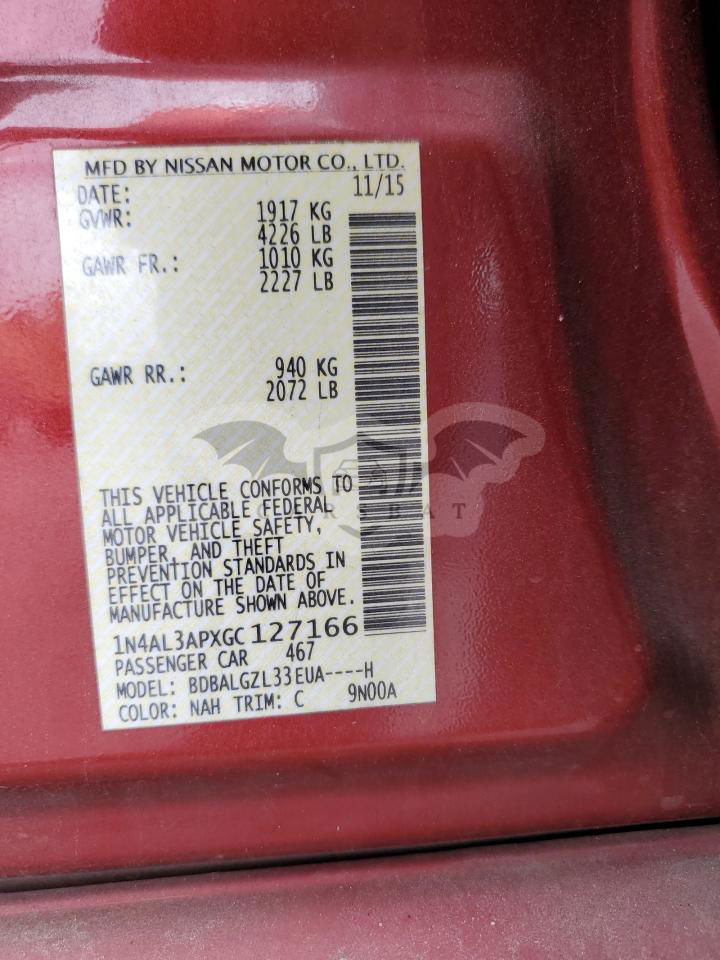 MFD BY NISSAN MOTOR CO., LTD.
DATE: 11/15
GVWR: 1917 KG
4226 LB
GAWR FR.: 1010 KG
2227 LB
GAWR RR.: 940 KG
2072 LB
THIS VEHICLE CONFORMS TO
ALL APPLICABLE FEDERAL
MOTOR VEHICLE SAFETY,
BUMPER, AND THEFT
PREVENTION STANDARDS IN
EFFECT ON THE DATE OF
MANUFACTURE SHOWN ABOVE.
1N4AL3APXGC127166
PASSENGER CAR 467
MODEL: BDBALGZL33EUA----H
COLOR: NAH TRIM: C 9N00A